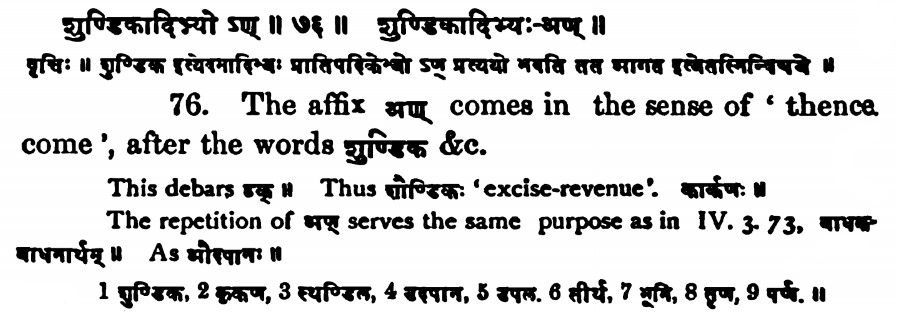 शुण्डिकादिभ्यो ऽण् ॥ ७६ ॥ शुण्डिकादिभ्यः-अण् ॥
वृत्तिः ॥ शुण्डिक इत्येवमादिभ्यः प्रातिपदिकेभ्यो ऽण् प्रत्ययो भवति तत आगत इत्येतस्मिन्विषये ॥
76. The affix अण् comes in the sense of ' thence
come ', after the words शुण्डिक &c.
This debars ठक् ॥ Thus शौण्डिकः 'excise-revenue'. कार्कणः ॥
The repetition of अण् serves the same purpose as in IV. 3. 73, बाधक-
बाधनार्थम् ॥ As औदपानः ॥
1 शुण्डिक, 2 कृकण, 3 स्थण्डिल, 4 उदपान, 5 उपल. 6 तीर्थ, 7 भूमि, 8 तृण, 9 पर्ण. ॥